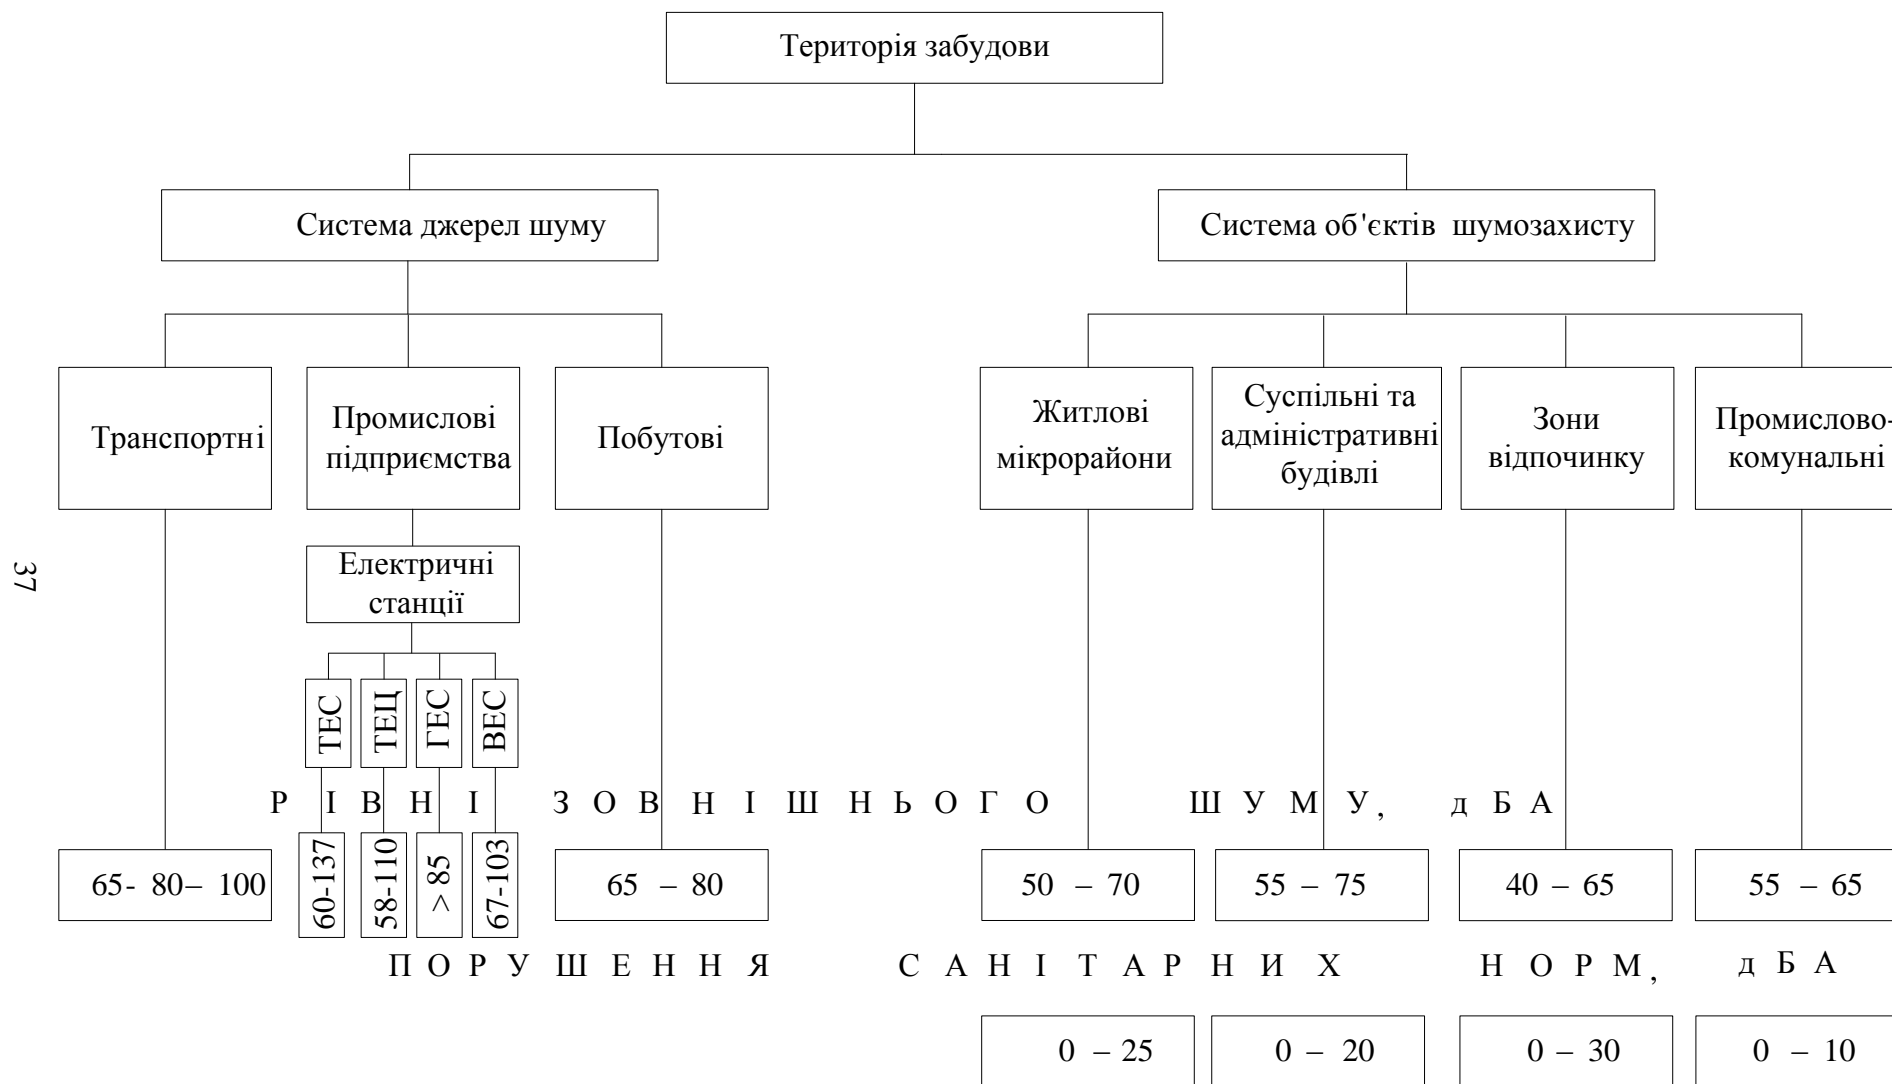 Територія забудови
Система джерел шуму
Система об'єктів шумозахисту
Транспортні
Промислові
підприємства
Побутові
Житлові
мікрорайони
Суспільні та
адміністративні
будівлі
Зони
відпочинку
Промислово-
комунальні
Електричні
станції
37
ТЕС
ТЕЦ
ГЕС
ВЕС
РІВНІ ЗОВНІШНЬОГО ШУМУ, дБА
65- 80– 100
60-137
58-110
> 85
67-103
65 – 80
50 – 70
55 – 75
40 – 65
55 – 65
ПОРУШЕННЯ САНІТАРНИХ НОРМ, дБА
0 – 25
0 – 20
0 – 30
0 – 10